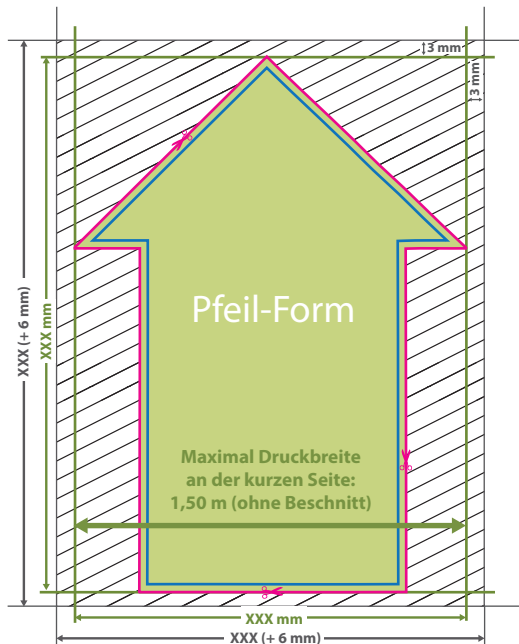 3 mm
3 mm
XXX (+ 6 mm)
XXX mm
Pfeil-Form
Maximal Druckbreite
an der kurzen Seite:
1,50 m (ohne Beschnitt)
XXX mm
XXX (+ 6 mm)